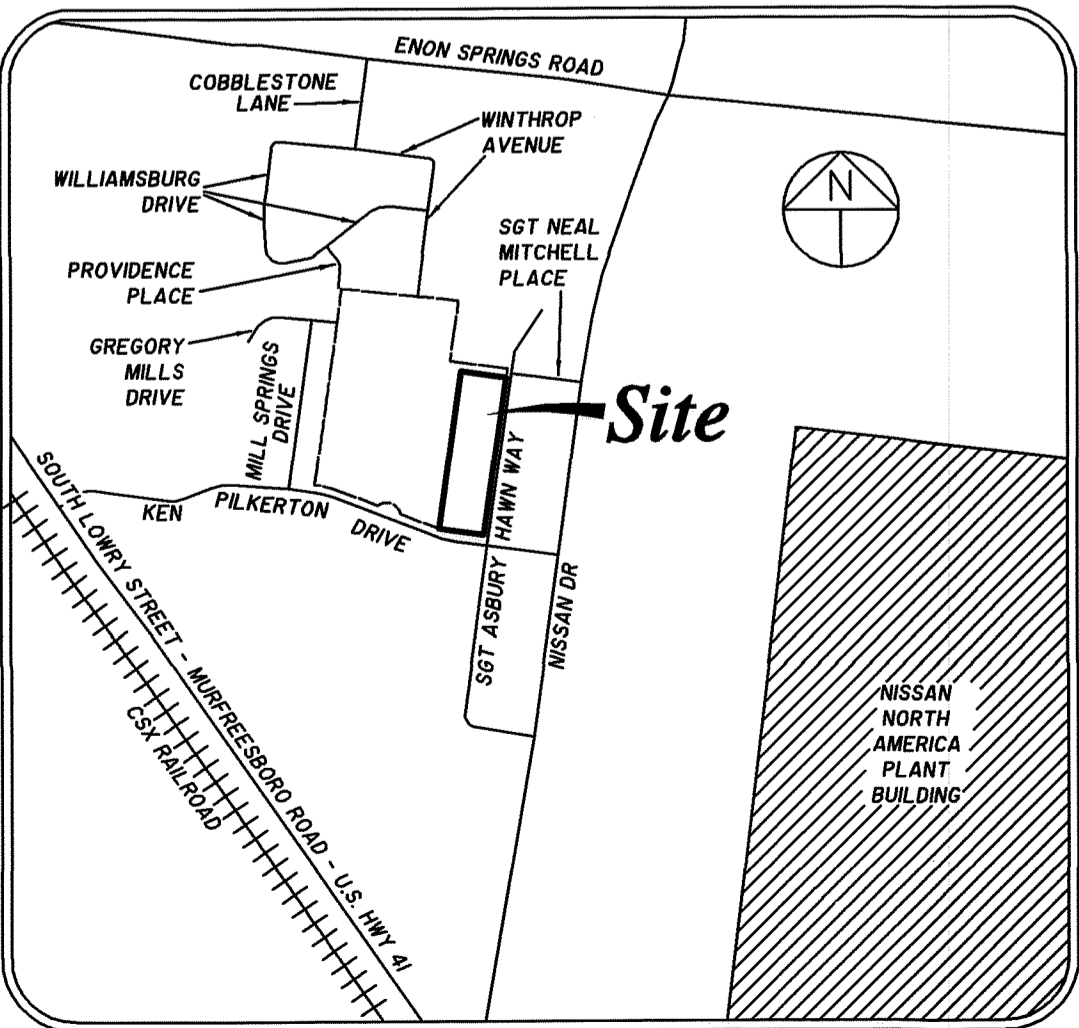 ENON SPRINGS ROAD
COBBLESTONE
LANE
WINTHROP
AVENUE
WILLIAMSBURG
DRIVE
N
SGT NEAL
MITCHELL
PLACE
PROVIDENCE
PLACE
GREGORY
MILLS
DRIVE
MILL SPRINGS
DRIVE
Site
SGT ASBURY HAWN WAY
KEN PILKERTON DRIVE
NISSAN DR
SOUTH LOWRY STREET - MURFREESBORO ROAD - U.S. HWY 41
CSX RAILROAD
NISSAN
NORTH
AMERICA
PLANT
BUILDING